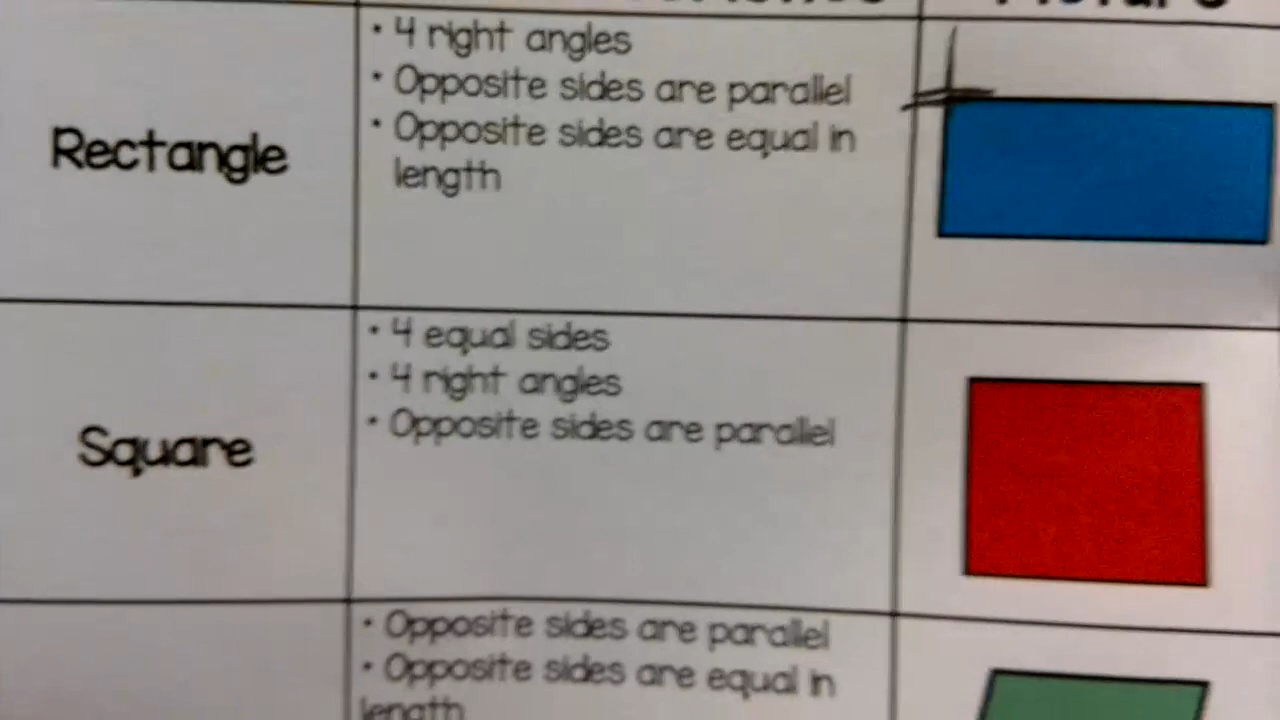 • 4 right angles
• Opposite sides are parallel
• Opposite sides are equal in
length
Rectangle
• 4 equal sides
• 4 right angles
• Opposite sides are parallel
Square
• Opposite sides are parallel
• Opposite sides are equal in
length